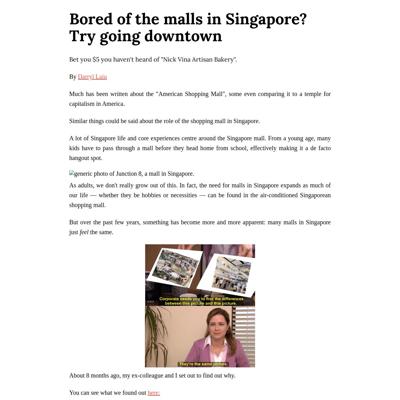 Bored of the malls in Singapore?
Try going downtown
Bet you $5 you haven't heard of "Nick Vina Artisan Bakery".
By Darryl Laiu
Much has been written about the "American Shopping Mall", some even comparing it to a temple for
capitalism in America.
Similar things could be said about the role of the shopping mall in Singapore.
A lot of Singapore life and core experiences centre around the Singapore mall. From a young age, many
kids have to pass through a mall before they head home from school, effectively making it a de facto
hangout spot.
generic photo of Junction 8, a mall in Singapore.
As adults, we don't really grow out of this. In fact, the need for malls in Singapore expands as much of
our life — whether they be hobbies or necessities — can be found in the air-conditioned Singaporean
shopping mall.
But over the past few years, something has become more and more apparent: many malls in Singapore
just feel the same.
Corporate needs you to find the differences
between this picture and this picture.
They're the same picture.
About 8 months ago, my ex-colleague and I set out to find out why.
You can see what we found out here: